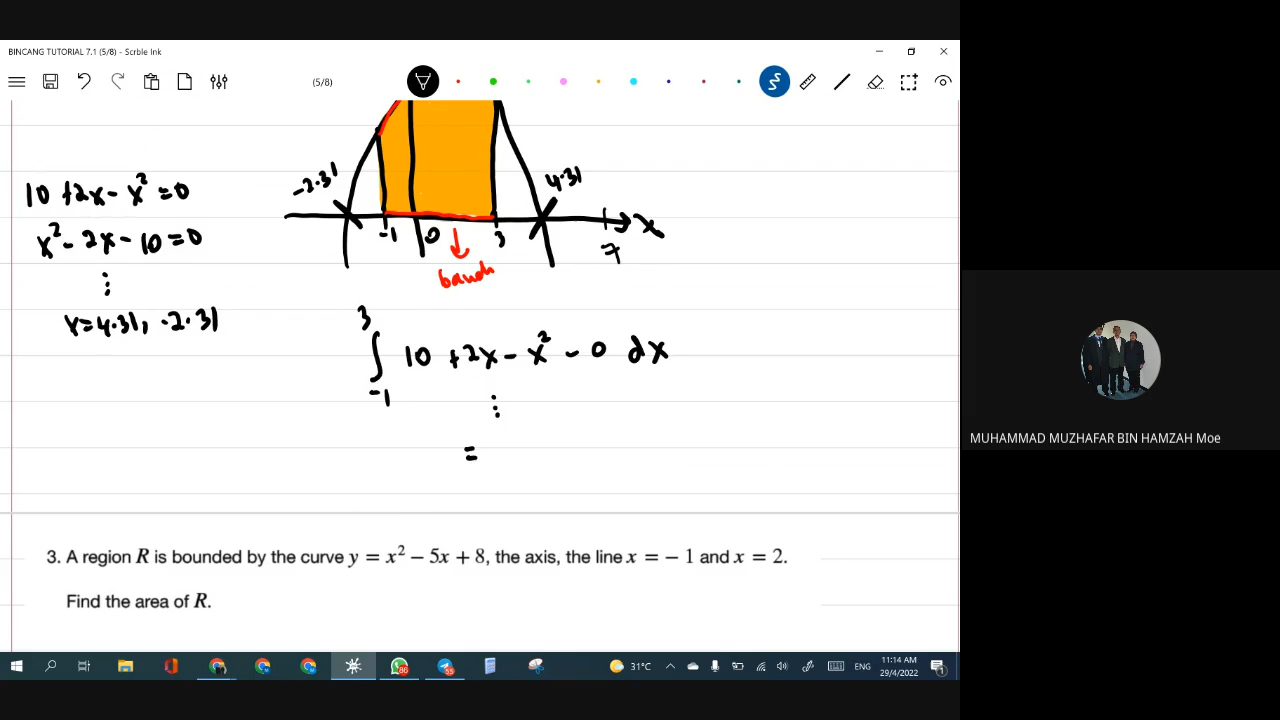 BINCANG TUTORIAL 7.1 (5/8) - Scrble Ink
(5/8)
10 + 2x - x² = 0
x² - 2x - 10 = 0
⋮
x = 4.31, -2.31
-2.31
4.31
-1 0 3 7 x
bawah
∫₋₁³ 10 + 2x - x² - 0 dx
⋮
=
3. A region R is bounded by the curve y = x² − 5x + 8, the axis, the line x = − 1 and x = 2.
Find the area of R.
MUHAMMAD MUZHAFAR BIN HAMZAH Moe
86
55
31°C
ENG
11:14 AM
29/4/2022
1